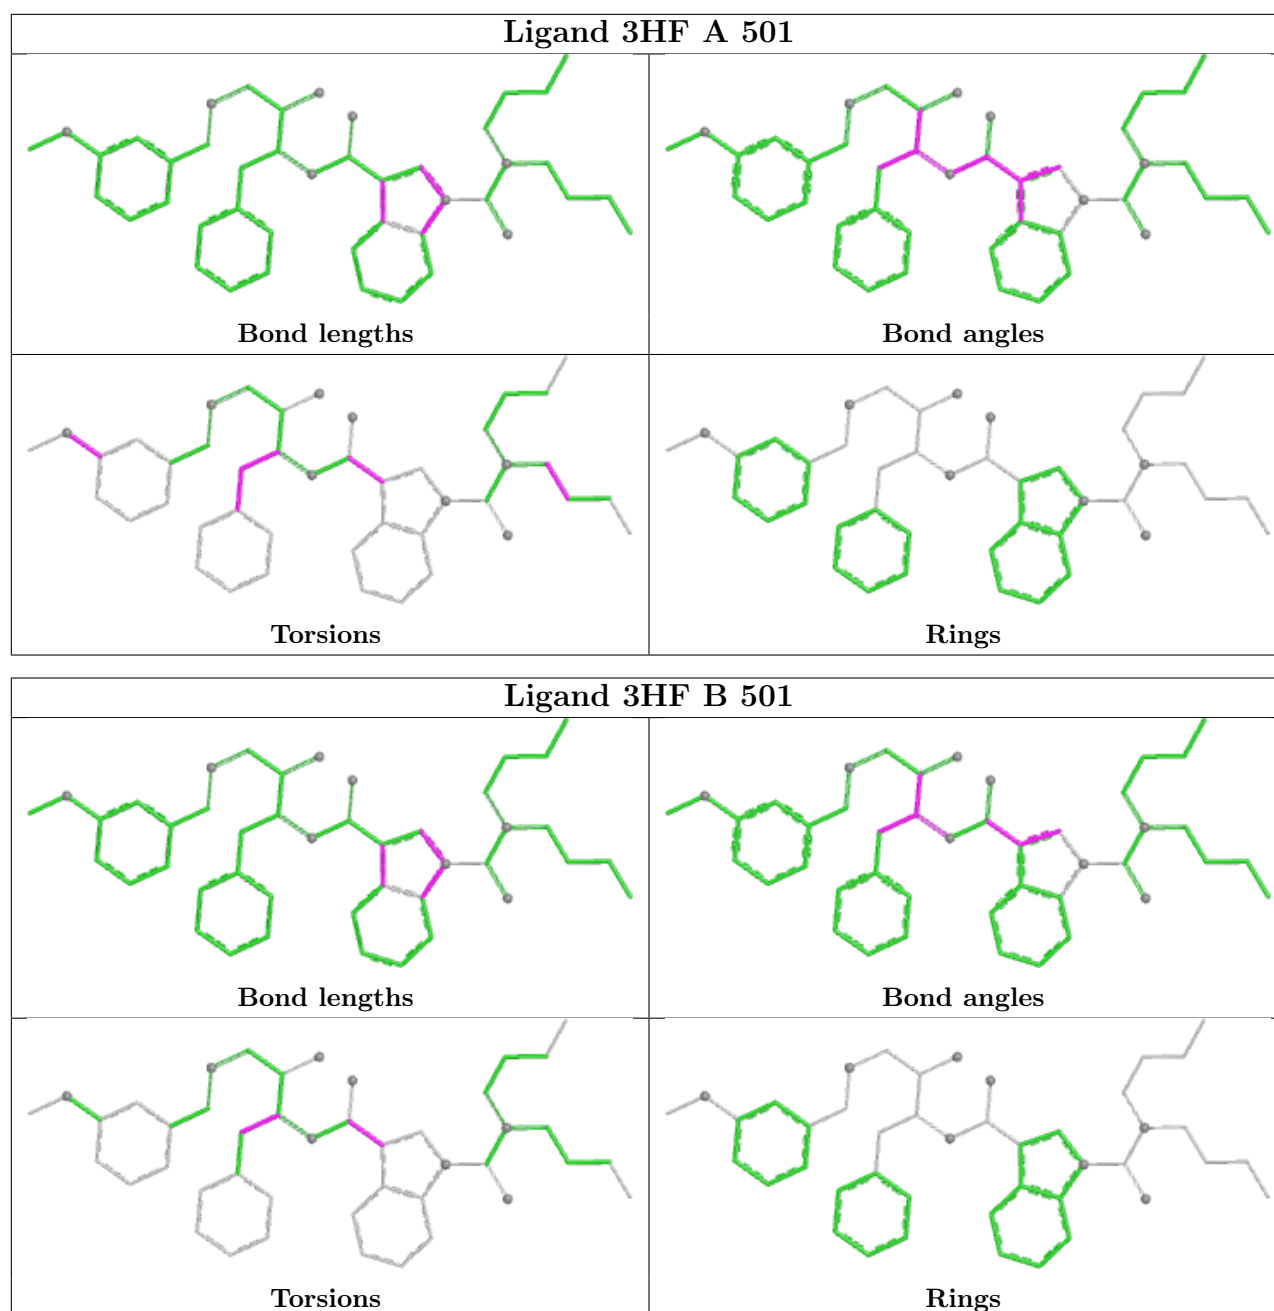 Ligand 3HF A 501
Bond lengths
Bond angles
Torsions
Rings
Ligand 3HF B 501
Bond lengths
Bond angles
Torsions
Rings